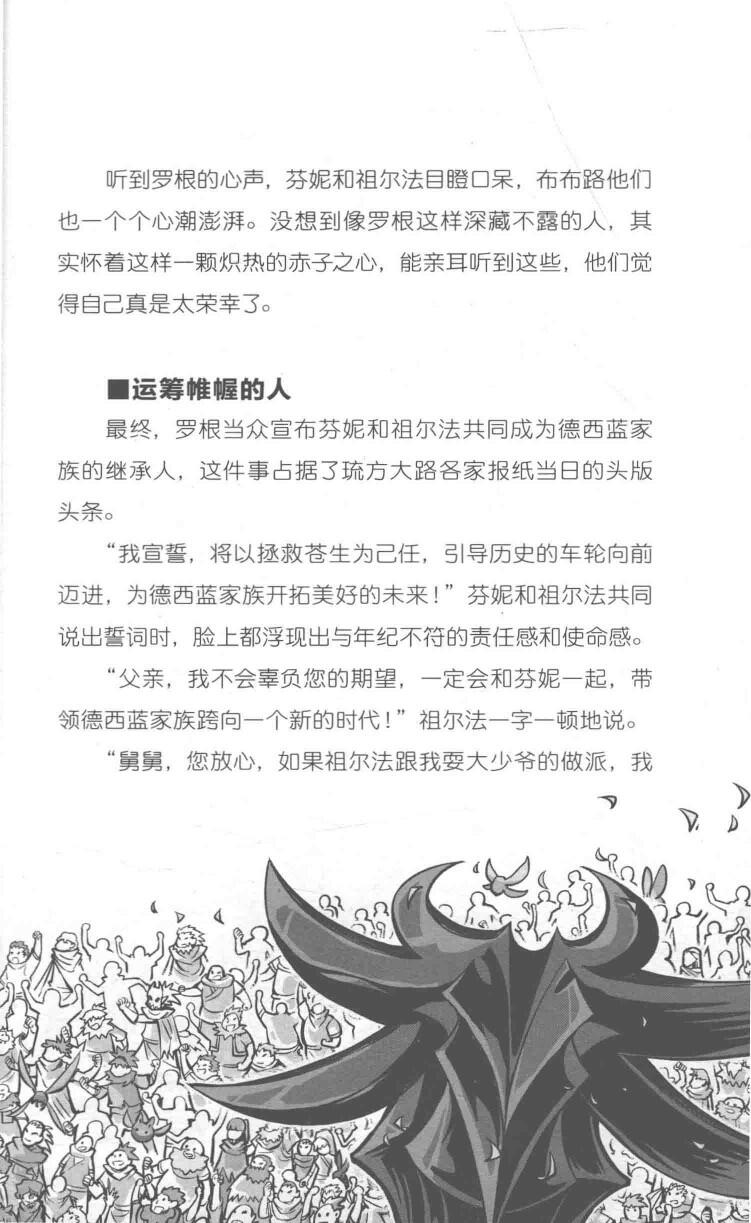 听到罗根的心声，芬妮和祖尔法目瞪口呆，布布路他们
也一个个心潮澎湃。没想到像罗根这样深藏不露的人，其
实怀着这样一颗炽热的赤子之心，能亲耳听到这些，他们觉
得自己真是太荣幸了。
■运筹帷幄的人
最终，罗根当众宣布芬妮和祖尔法共同成为德西蓝家
族的继承人，这件事占据了琉方大路各家报纸当日的头版
头条。
“我宣誓，将以拯救苍生为己任，引导历史的车轮向前
迈进，为德西蓝家族开拓美好的未来！”芬妮和祖尔法共同
说出誓词时，脸上都浮现出与年纪不符的责任感和使命感。
“父亲，我不会辜负您的期望，一定会和芬妮一起，带
领德西蓝家族跨向一个新的时代！”祖尔法一字一顿地说。
“舅舅，您放心，如果祖尔法跟我耍大少爷的做派，我